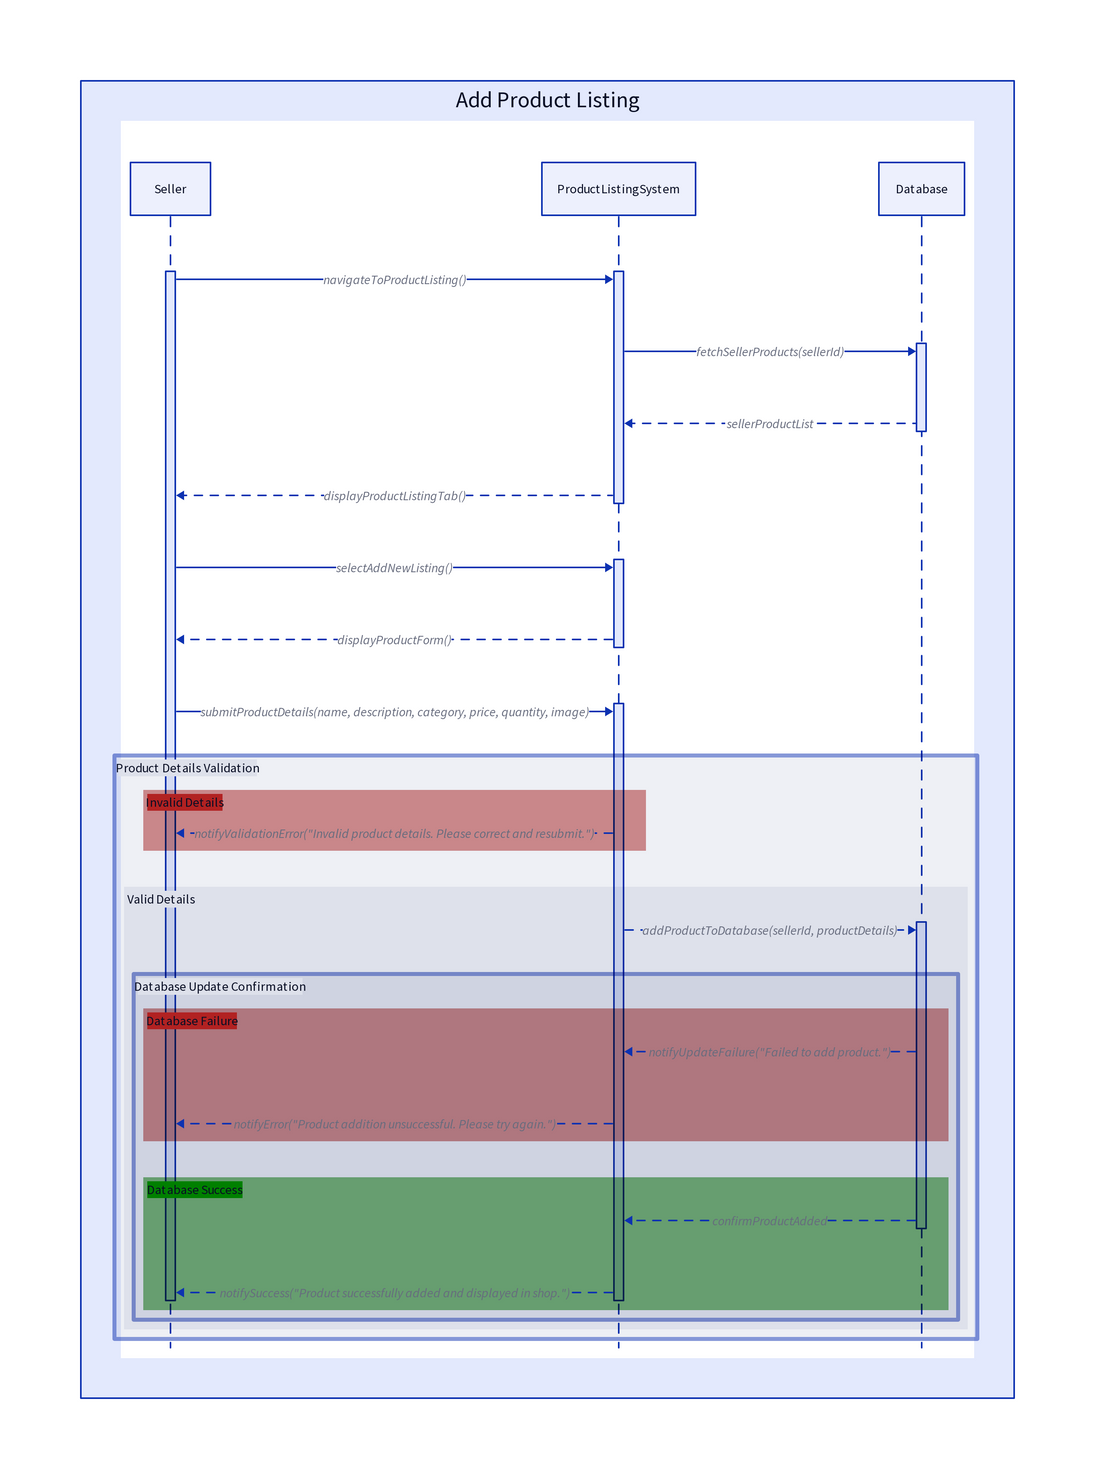 Add Product Listing
Seller
ProductListingSystem
Database
navigateToProductListing()
fetchSellerProducts(sellerId)
sellerProductList
displayProductListingTab()
selectAddNewListing()
displayProductForm()
submitProductDetails(name, description, category, price, quantity, image)
Product Details Validation
Invalid Details
notifyValidationError("Invalid product details. Please correct and resubmit.")
Valid Details
addProductToDatabase(sellerId, productDetails)
Database Update Confirmation
Database Failure
notifyUpdateFailure("Failed to add product.")
notifyError("Product addition unsuccessful. Please try again.")
Database Success
confirmProductAdded
notifySuccess("Product successfully added and displayed in shop.")